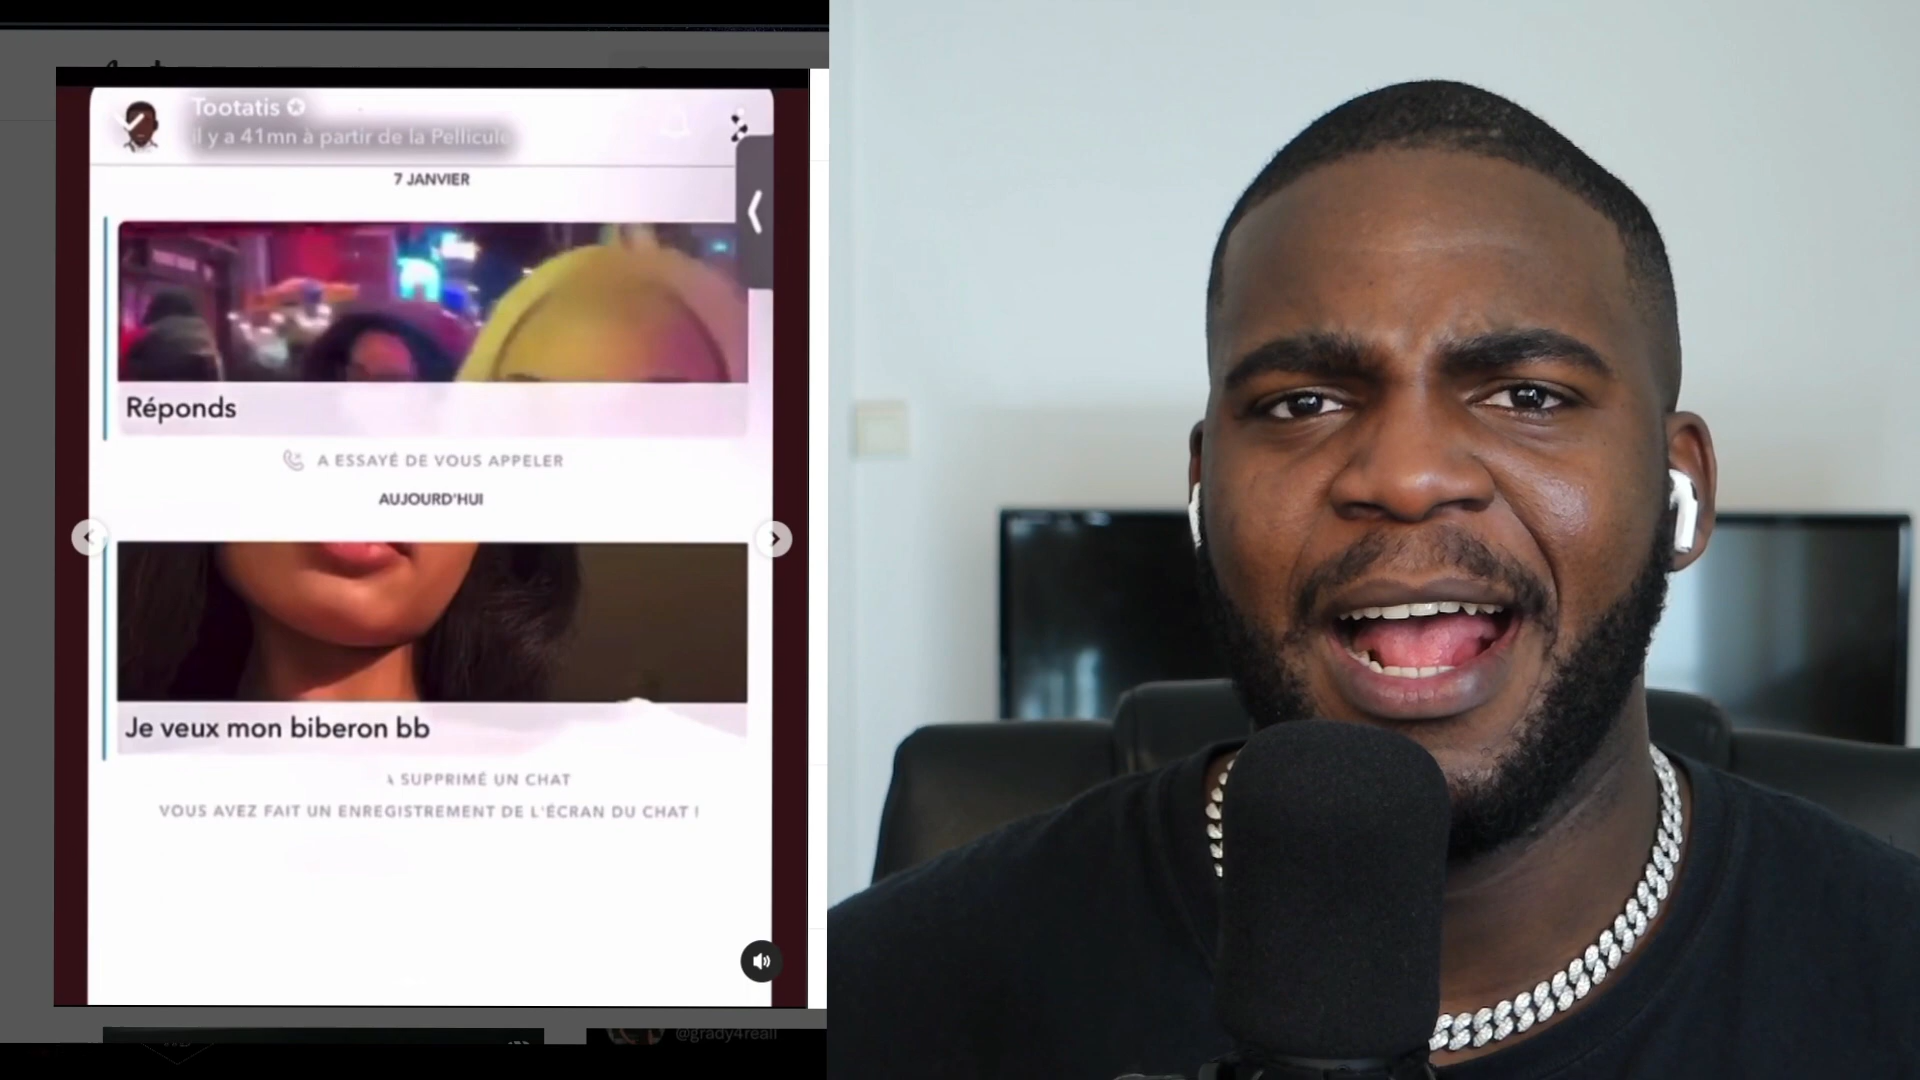 Tootatis
il y a 41mn à partir de la Pellicule
7 JANVIER
Réponds
A ESSAYÉ DE VOUS APPELER
AUJOURD'HUI
Je veux mon biberon bb
A SUPPRIMÉ UN CHAT
VOUS AVEZ FAIT UN ENREGISTREMENT DE L'ÉCRAN DU CHAT !
@grady4reall